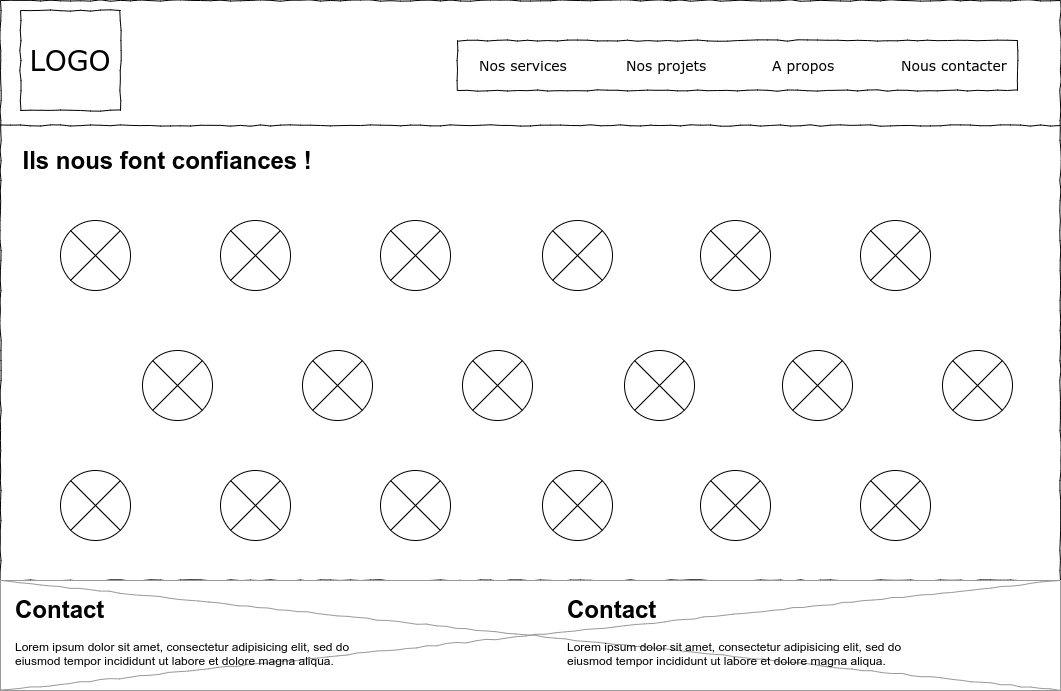 LOGO
Nos services Nos projets A propos Nous contacter
Ils nous font confiances !
Contact
Lorem ipsum dolor sit amet, consectetur adipisicing elit, sed do
eiusmod tempor incididunt ut labore et dolore magna aliqua.
Contact
Lorem ipsum dolor sit amet, consectetur adipisicing elit, sed do
eiusmod tempor incididunt ut labore et dolore magna aliqua.